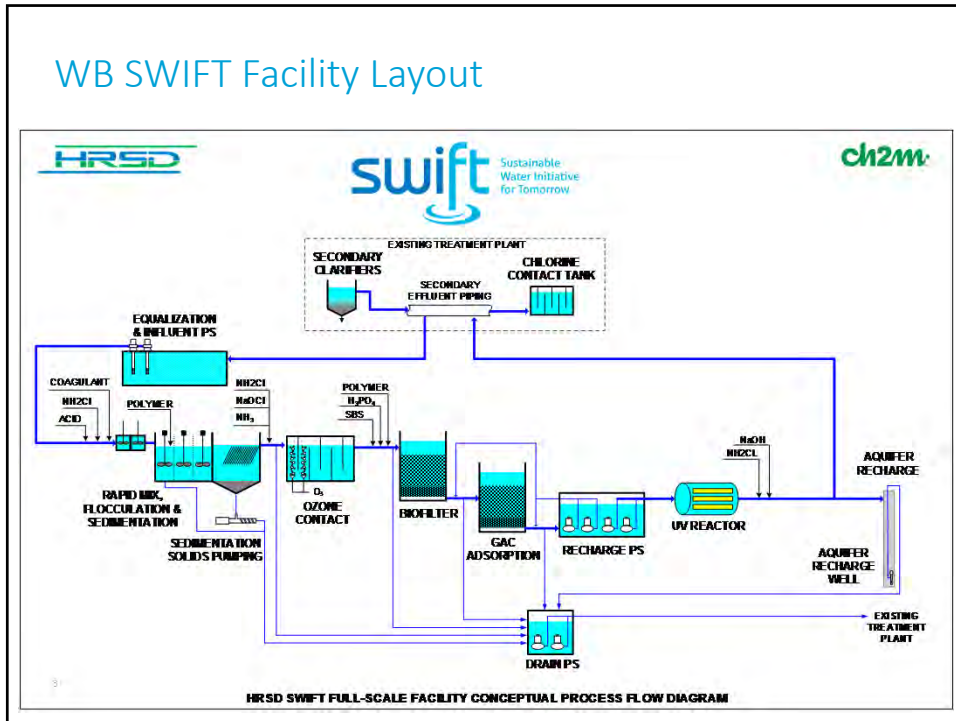 WB SWIFT Facility Layout
HRSD
swift
Sustainable
Water Initiative
for Tomorrow
ch2m
EXISTING TREATMENT PLANT
SECONDARY
CLARIFIERS
SECONDARY
EFFLUENT PIPING
CHLORINE
CONTACT TANK
EQUALIZATION
& INFLUENT PS
COAGULANT
NH2Cl
ACID
POLYMER
NH2Cl
NaOCl
NH₃
POLYMER
H₂PO₄
SBS
O₃
OZONE
CONTACT
RAPID MIX,
FLOCCULATION &
SEDIMENTATION
SEDIMENTATION
SOLIDS PUMPING
BIOFILTER
GAC
ADSORPTION
RECHARGE PS
UV REACTOR
NaOH
NH2CL
AQUIFER
RECHARGE
AQUIFER
RECHARGE
WELL
DRAIN PS
EXISTING
TREATMENT
PLANT
9
HRSD SWIFT FULL-SCALE FACILITY CONCEPTUAL PROCESS FLOW DIAGRAM